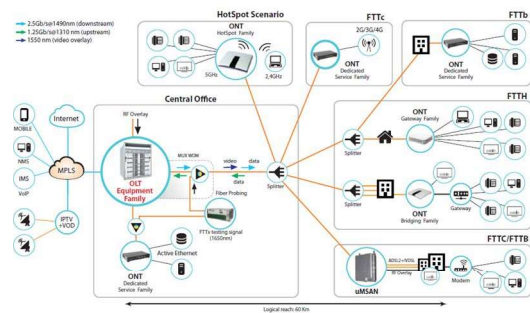 2.5Gb/s@1490nm (downstream)
1.25Gb/s@1310 nm (upstream)
1550 nm (video overlay)
HotSpot Scenario
ONT
HotSpot Family
5GHz
2,4GHz
FTTc
2G/3G/4G
ONT
Dedicated
Service Family
FTTb
ONT
Dedicated
Service Family
Internet
MOBILE
NMS
IMS
VoIP
MPLS
IPTV
+VOD
Central Office
RF Overlay
OLT
Equipment
Family
MUX WDM
video
data
data
Fiber Probing
FTTx testing signal
(1650nm)
Active Ethernet
ONT
Dedicated
Service Family
Splitter
FTTH
ONT
Gateway Family
Splitter
Splitter
ONT
Bridging Family
Gateway
FTTC/FTTB
uMSAN
ADSL2+/VDSL
RF Overlay
Modem
Logical reach: 60 Km